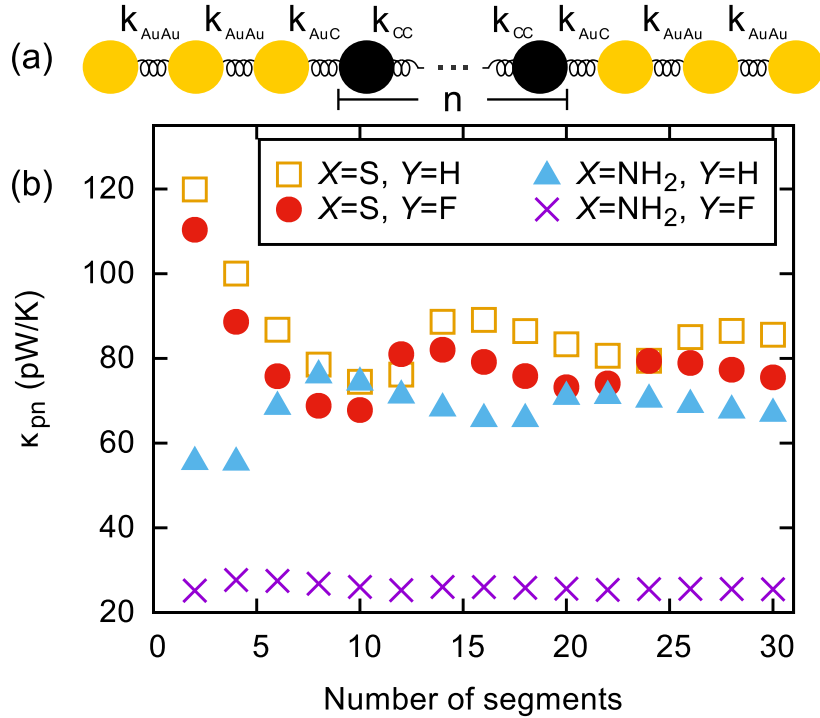 k_AuAu k_AuAu k_AuC k_CC k_CC k_AuC k_AuAu k_AuAu
(a)
...
n
(b)
X=S, Y=H X=NH₂, Y=H
X=S, Y=F X=NH₂, Y=F
120
100
80
60
40
20
κ_pn (pW/K)
0 5 10 15 20 25 30
Number of segments